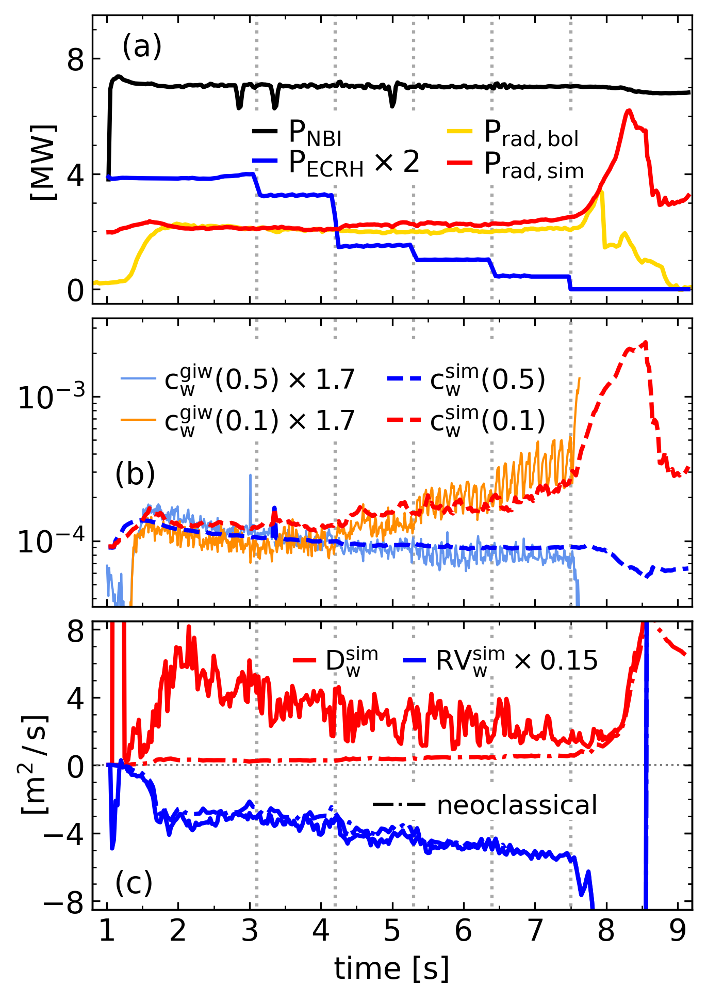 (a)
8
4
0
[MW]
P_NBI
P_ECRH × 2
P_rad, bol
P_rad, sim
10^−3
10^−4
c_w^giw(0.5) × 1.7
c_w^sim(0.5)
c_w^giw(0.1) × 1.7
c_w^sim(0.1)
(b)
8
4
0
−4
−8
[m^2 / s]
D_w^sim
RV_w^sim × 0.15
neoclassical
(c)
1 2 3 4 5 6 7 8 9
time [s]